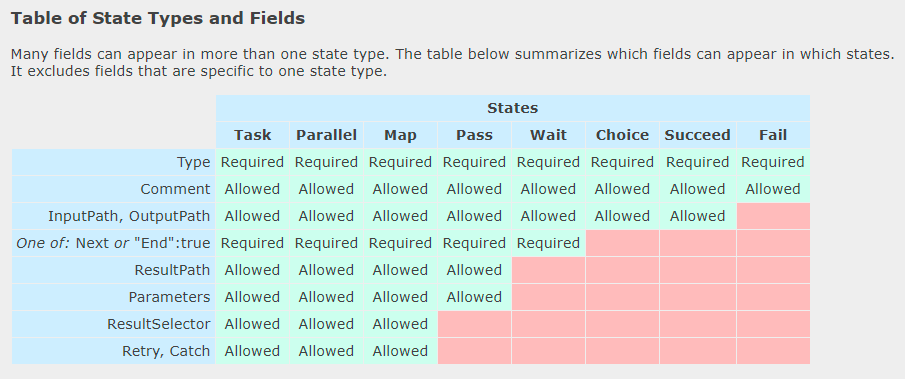 Table of State Types and Fields
Many fields can appear in more than one state type. The table below summarizes which fields can appear in which states.
It excludes fields that are specific to one state type.
States
Task Parallel Map Pass Wait Choice Succeed Fail
Type Required Required Required Required Required Required Required Required
Comment Allowed Allowed Allowed Allowed Allowed Allowed Allowed Allowed
InputPath, OutputPath Allowed Allowed Allowed Allowed Allowed Allowed Allowed
One of: Next or "End":true Required Required Required Required Required
ResultPath Allowed Allowed Allowed Allowed
Parameters Allowed Allowed Allowed Allowed
ResultSelector Allowed Allowed Allowed
Retry, Catch Allowed Allowed Allowed